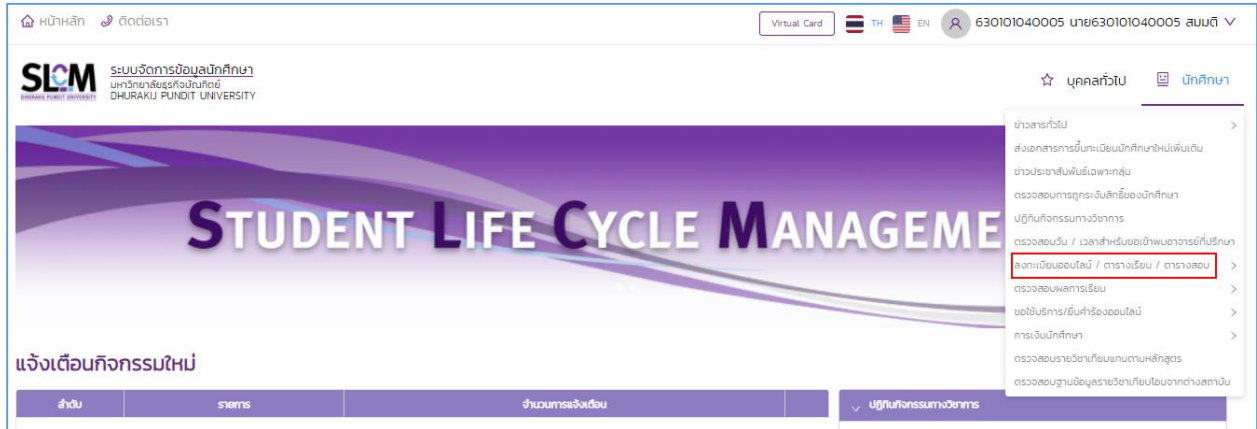 หน้าหลัก ติดต่อเรา Virtual Card TH EN 630101040005 นาย630101040005 สมมติ
SLCM
DHURAKIJ PUNDIT UNIVERSITY
ระบบจัดการข้อมูลนักศึกษา
มหาวิทยาลัยธุรกิจบัณฑิตย์
DHURAKIJ PUNDIT UNIVERSITY
บุคคลทั่วไป นักศึกษา
ข่าวสารทั่วไป
ส่งเอกสารการขึ้นทะเบียนนักศึกษาใหม่เพิ่มเติม
ข่าวประชาสัมพันธ์เฉพาะกลุ่ม
ตรวจสอบการถูกระงับสิทธิ์ของนักศึกษา
ปฏิทินกิจกรรมทางวิชาการ
ตรวจสอบวัน / เวลาสำหรับขอเข้าพบอาจารย์ที่ปรึกษา
ลงทะเบียนออนไลน์ / ตารางเรียน / ตารางสอบ
ตรวจสอบผลการเรียน
ขอใช้บริการ/ยื่นคำร้องออนไลน์
การเงินนักศึกษา
ตรวจสอบรายวิชาเทียบแทนตามหลักสูตร
ตรวจสอบฐานข้อมูลรายวิชาเทียบโอนจากต่างสถาบัน
STUDENT LIFE CYCLE MANAGEME
แจ้งเตือนกิจกรรมใหม่
ลำดับ รายการ จำนวนการแจ้งเตือน ปฏิทินกิจกรรมทางวิชาการ